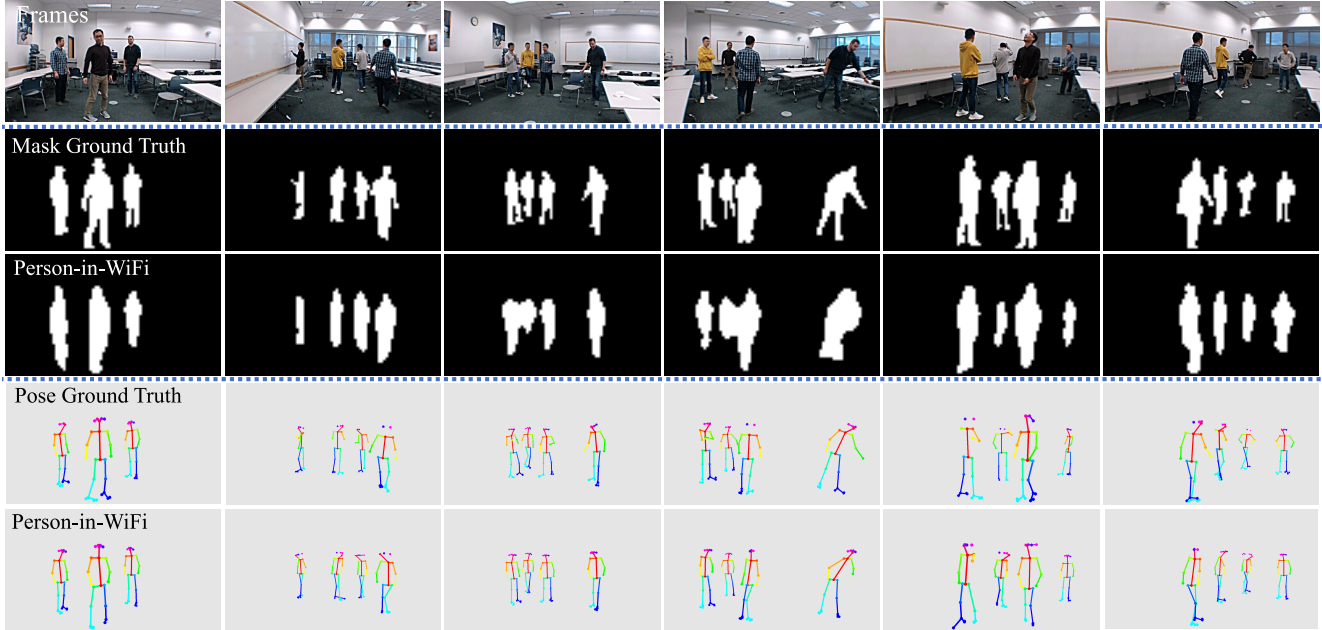 Frames
Mask Ground Truth
Person-in-WiFi
Pose Ground Truth
Person-in-WiFi